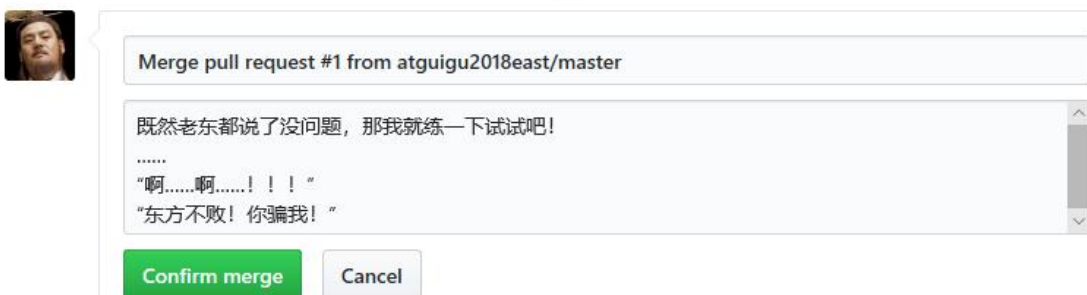 Merge pull request #1 from atguigu2018east/master
既然老东都说了没问题，那我就练一下试试吧！
……
“啊……啊……！！！”
“东方不败！你骗我！”
Confirm merge
Cancel